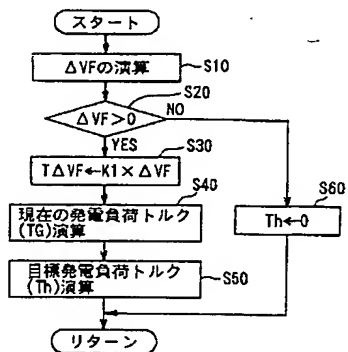 スタート
ΔVFの演算
S10
S20
ΔVF>0
NO
YES
S30
TΔVF←K1×ΔVF
S40
現在の発電負荷トルク
(TG)演算
S60
Th←0
目標発電負荷トルク
(Th)演算
S50
リターン